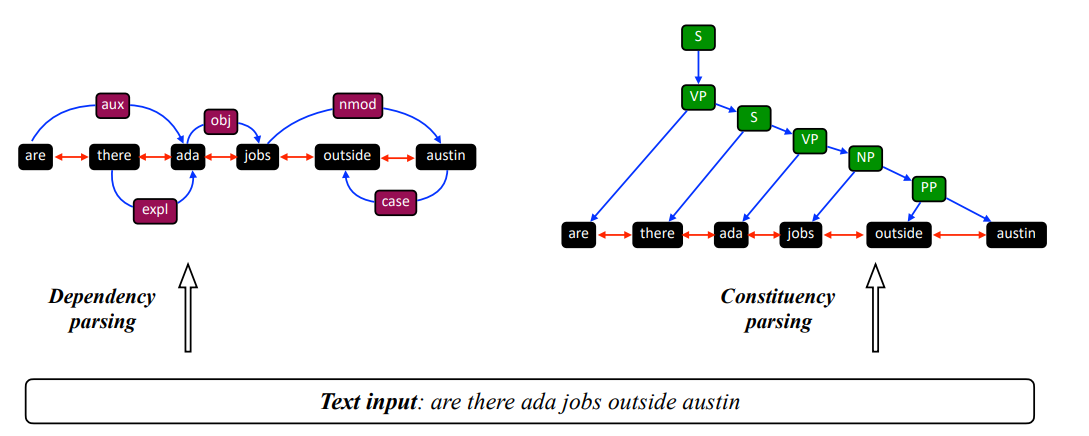 S
VP
S
VP
NP
PP
aux
obj
nmod
are there ada jobs outside austin
expl
case
are there ada jobs outside austin
Dependency
parsing
Constituency
parsing
Text input: are there ada jobs outside austin